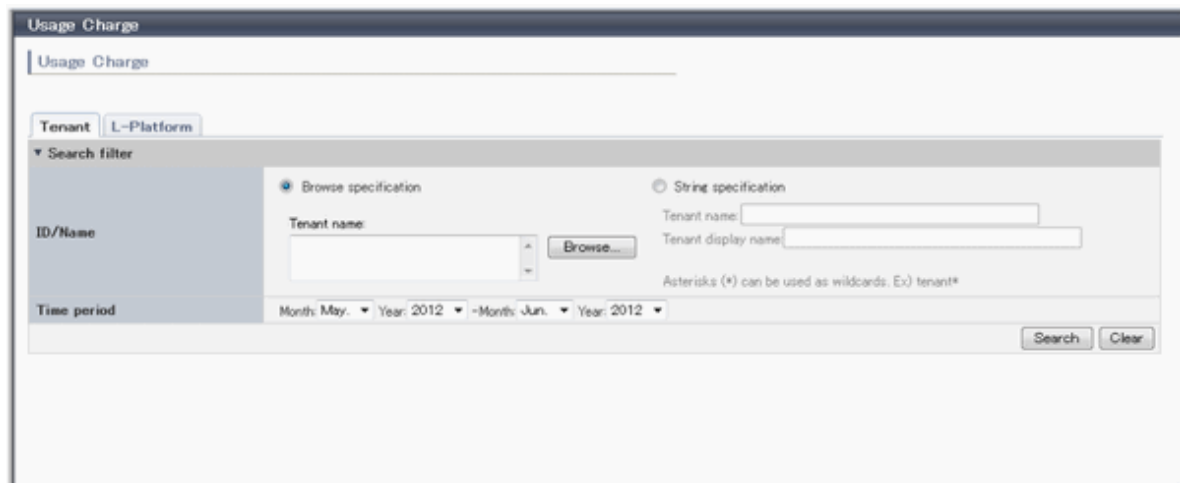 Usage Charge
Usage Charge
Tenant L-Platform
▼ Search filter
ID/Name
Browse specification
Tenant name:
Browse...
String specification
Tenant name:
Tenant display name:
Asterisks (*) can be used as wildcards. Ex) tenant*
Time period Month: May. Year: 2012 -Month: Jun. Year: 2012
Search Clear